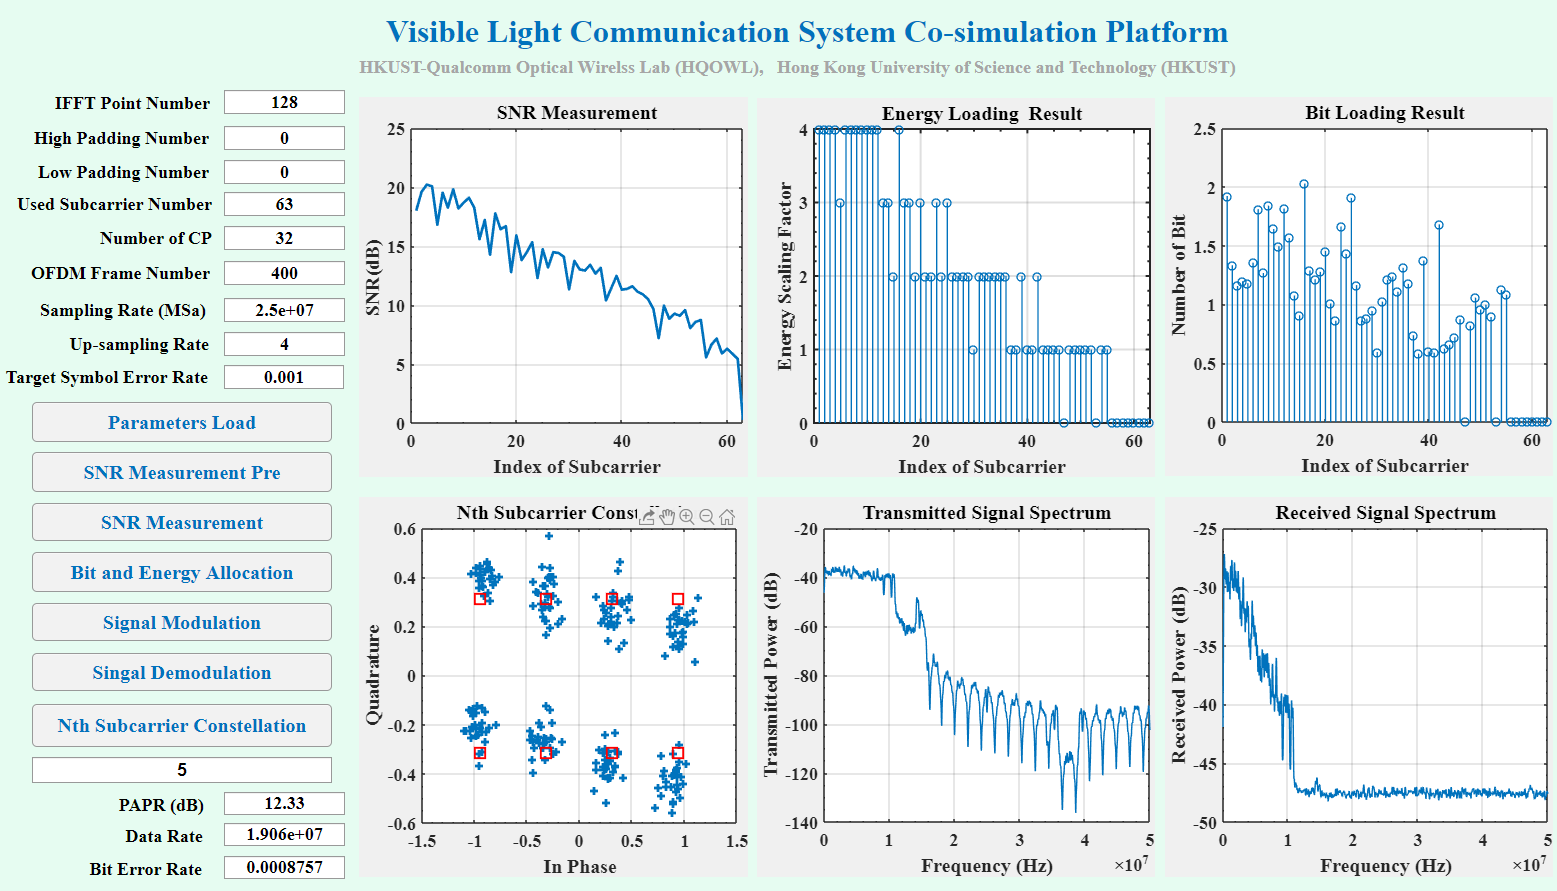 Visible Light Communication System Co-simulation Platform
HKUST-Qualcomm Optical Wirelss Lab (HQOWL), Hong Kong University of Science and Technology (HKUST)
IFFT Point Number 128
High Padding Number 0
Low Padding Number 0
Used Subcarrier Number 63
Number of CP 32
OFDM Frame Number 400
Sampling Rate (MSa) 2.5e+07
Up-sampling Rate 4
Target Symbol Error Rate 0.001
Parameters Load
SNR Measurement Pre
SNR Measurement
Bit and Energy Allocation
Signal Modulation
Singal Demodulation
Nth Subcarrier Constellation
5
PAPR (dB) 12.33
Data Rate 1.906e+07
Bit Error Rate 0.0008757
SNR Measurement
SNR(dB)
25
20
15
10
5
0
0 20 40 60
Index of Subcarrier
Energy Loading Result
Energy Scaling Factor
4
3
2
1
0
0 20 40 60
Index of Subcarrier
Bit Loading Result
Number of Bit
2.5
2
1.5
1
0.5
0
0 20 40 60
Index of Subcarrier
Nth Subcarrier Const
Quadrature
0.6
0.4
0.2
0
-0.2
-0.4
-0.6
-1.5 -1 -0.5 0 0.5 1 1.5
In Phase
Transmitted Signal Spectrum
Transmitted Power (dB)
-20
-40
-60
-80
-100
-120
-140
0 1 2 3 4 5
Frequency (Hz) ×10⁷
Received Signal Spectrum
Received Power (dB)
-25
-30
-35
-40
-45
-50
0 1 2 3 4 5
Frequency (Hz) ×10⁷